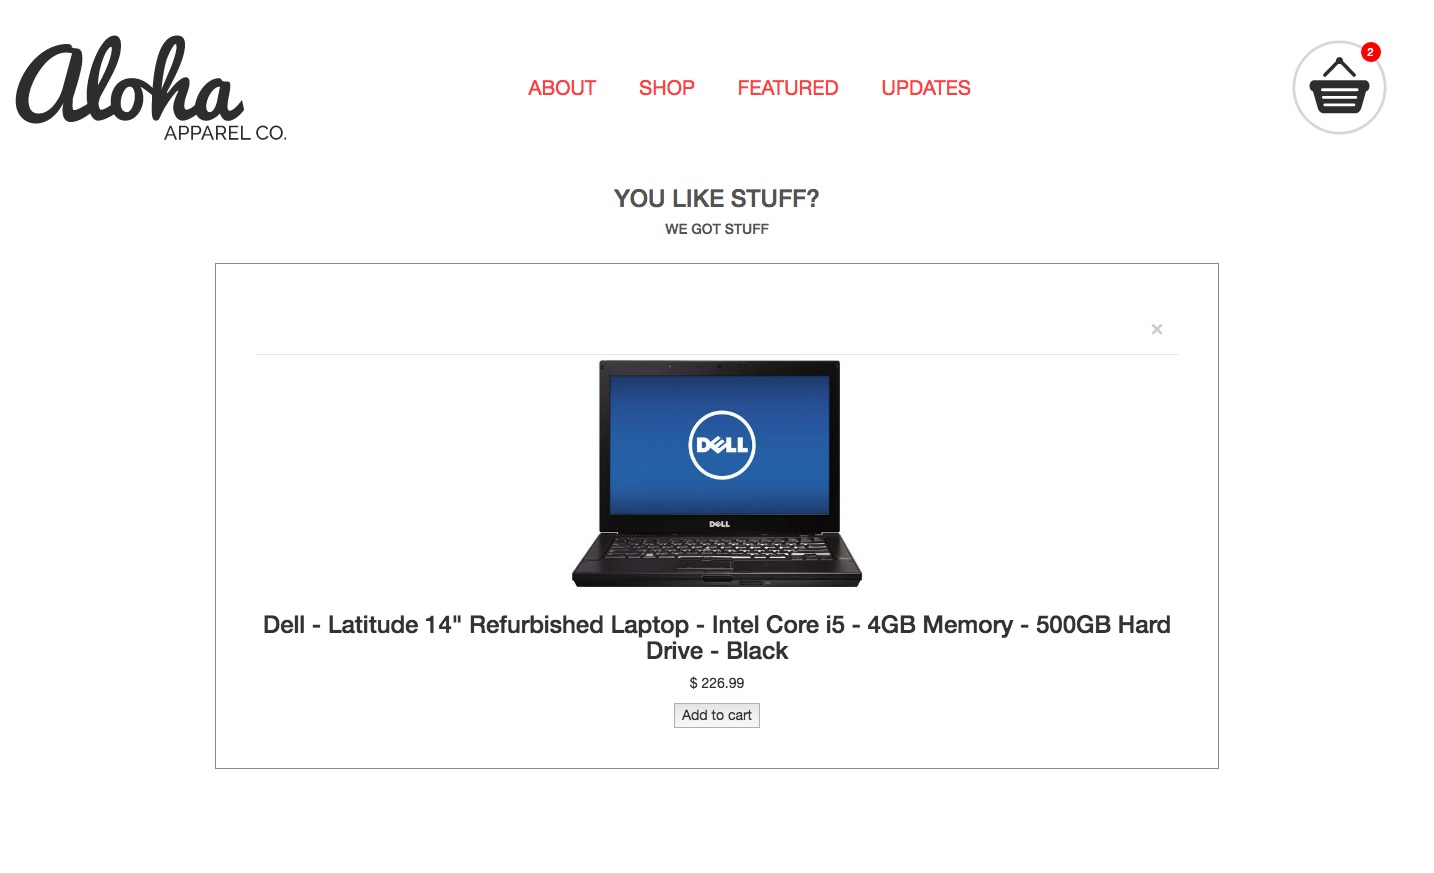 Aloha
APPAREL CO.
ABOUT SHOP FEATURED UPDATES
2
YOU LIKE STUFF?
WE GOT STUFF
×
DELL
DELL
Dell - Latitude 14" Refurbished Laptop - Intel Core i5 - 4GB Memory - 500GB Hard
Drive - Black
$ 226.99
Add to cart